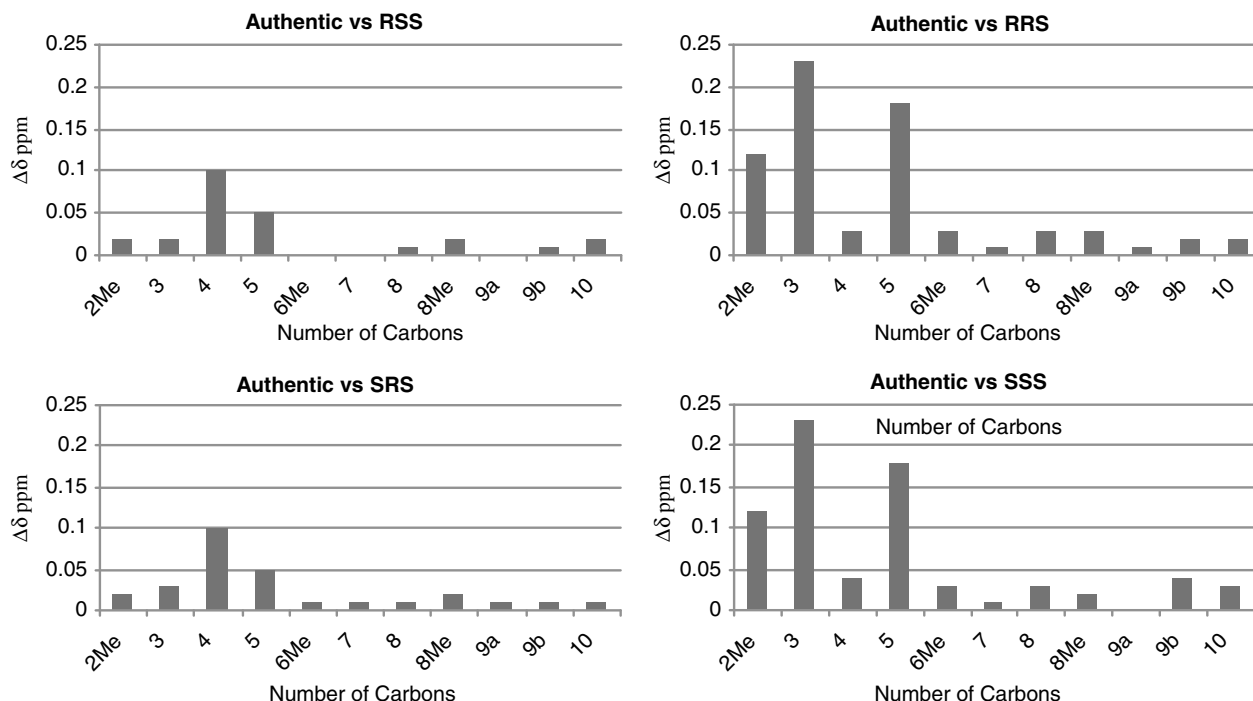 Authentic vs RSS
0.25
0.2
0.15
0.1
0.05
0
Δδ ppm
2Me 3 4 5 6Me 7 8 8Me 9a 9b 10
Number of Carbons
Authentic vs RRS
0.25
0.2
0.15
0.1
0.05
0
Δδ ppm
2Me 3 4 5 6Me 7 8 8Me 9a 9b 10
Number of Carbons
Authentic vs SRS
0.25
0.2
0.15
0.1
0.05
0
Δδ ppm
2Me 3 4 5 6Me 7 8 8Me 9a 9b 10
Number of Carbons
Authentic vs SSS
Number of Carbons
0.25
0.2
0.15
0.1
0.05
0
Δδ ppm
2Me 3 4 5 6Me 7 8 8Me 9a 9b 10
Number of Carbons